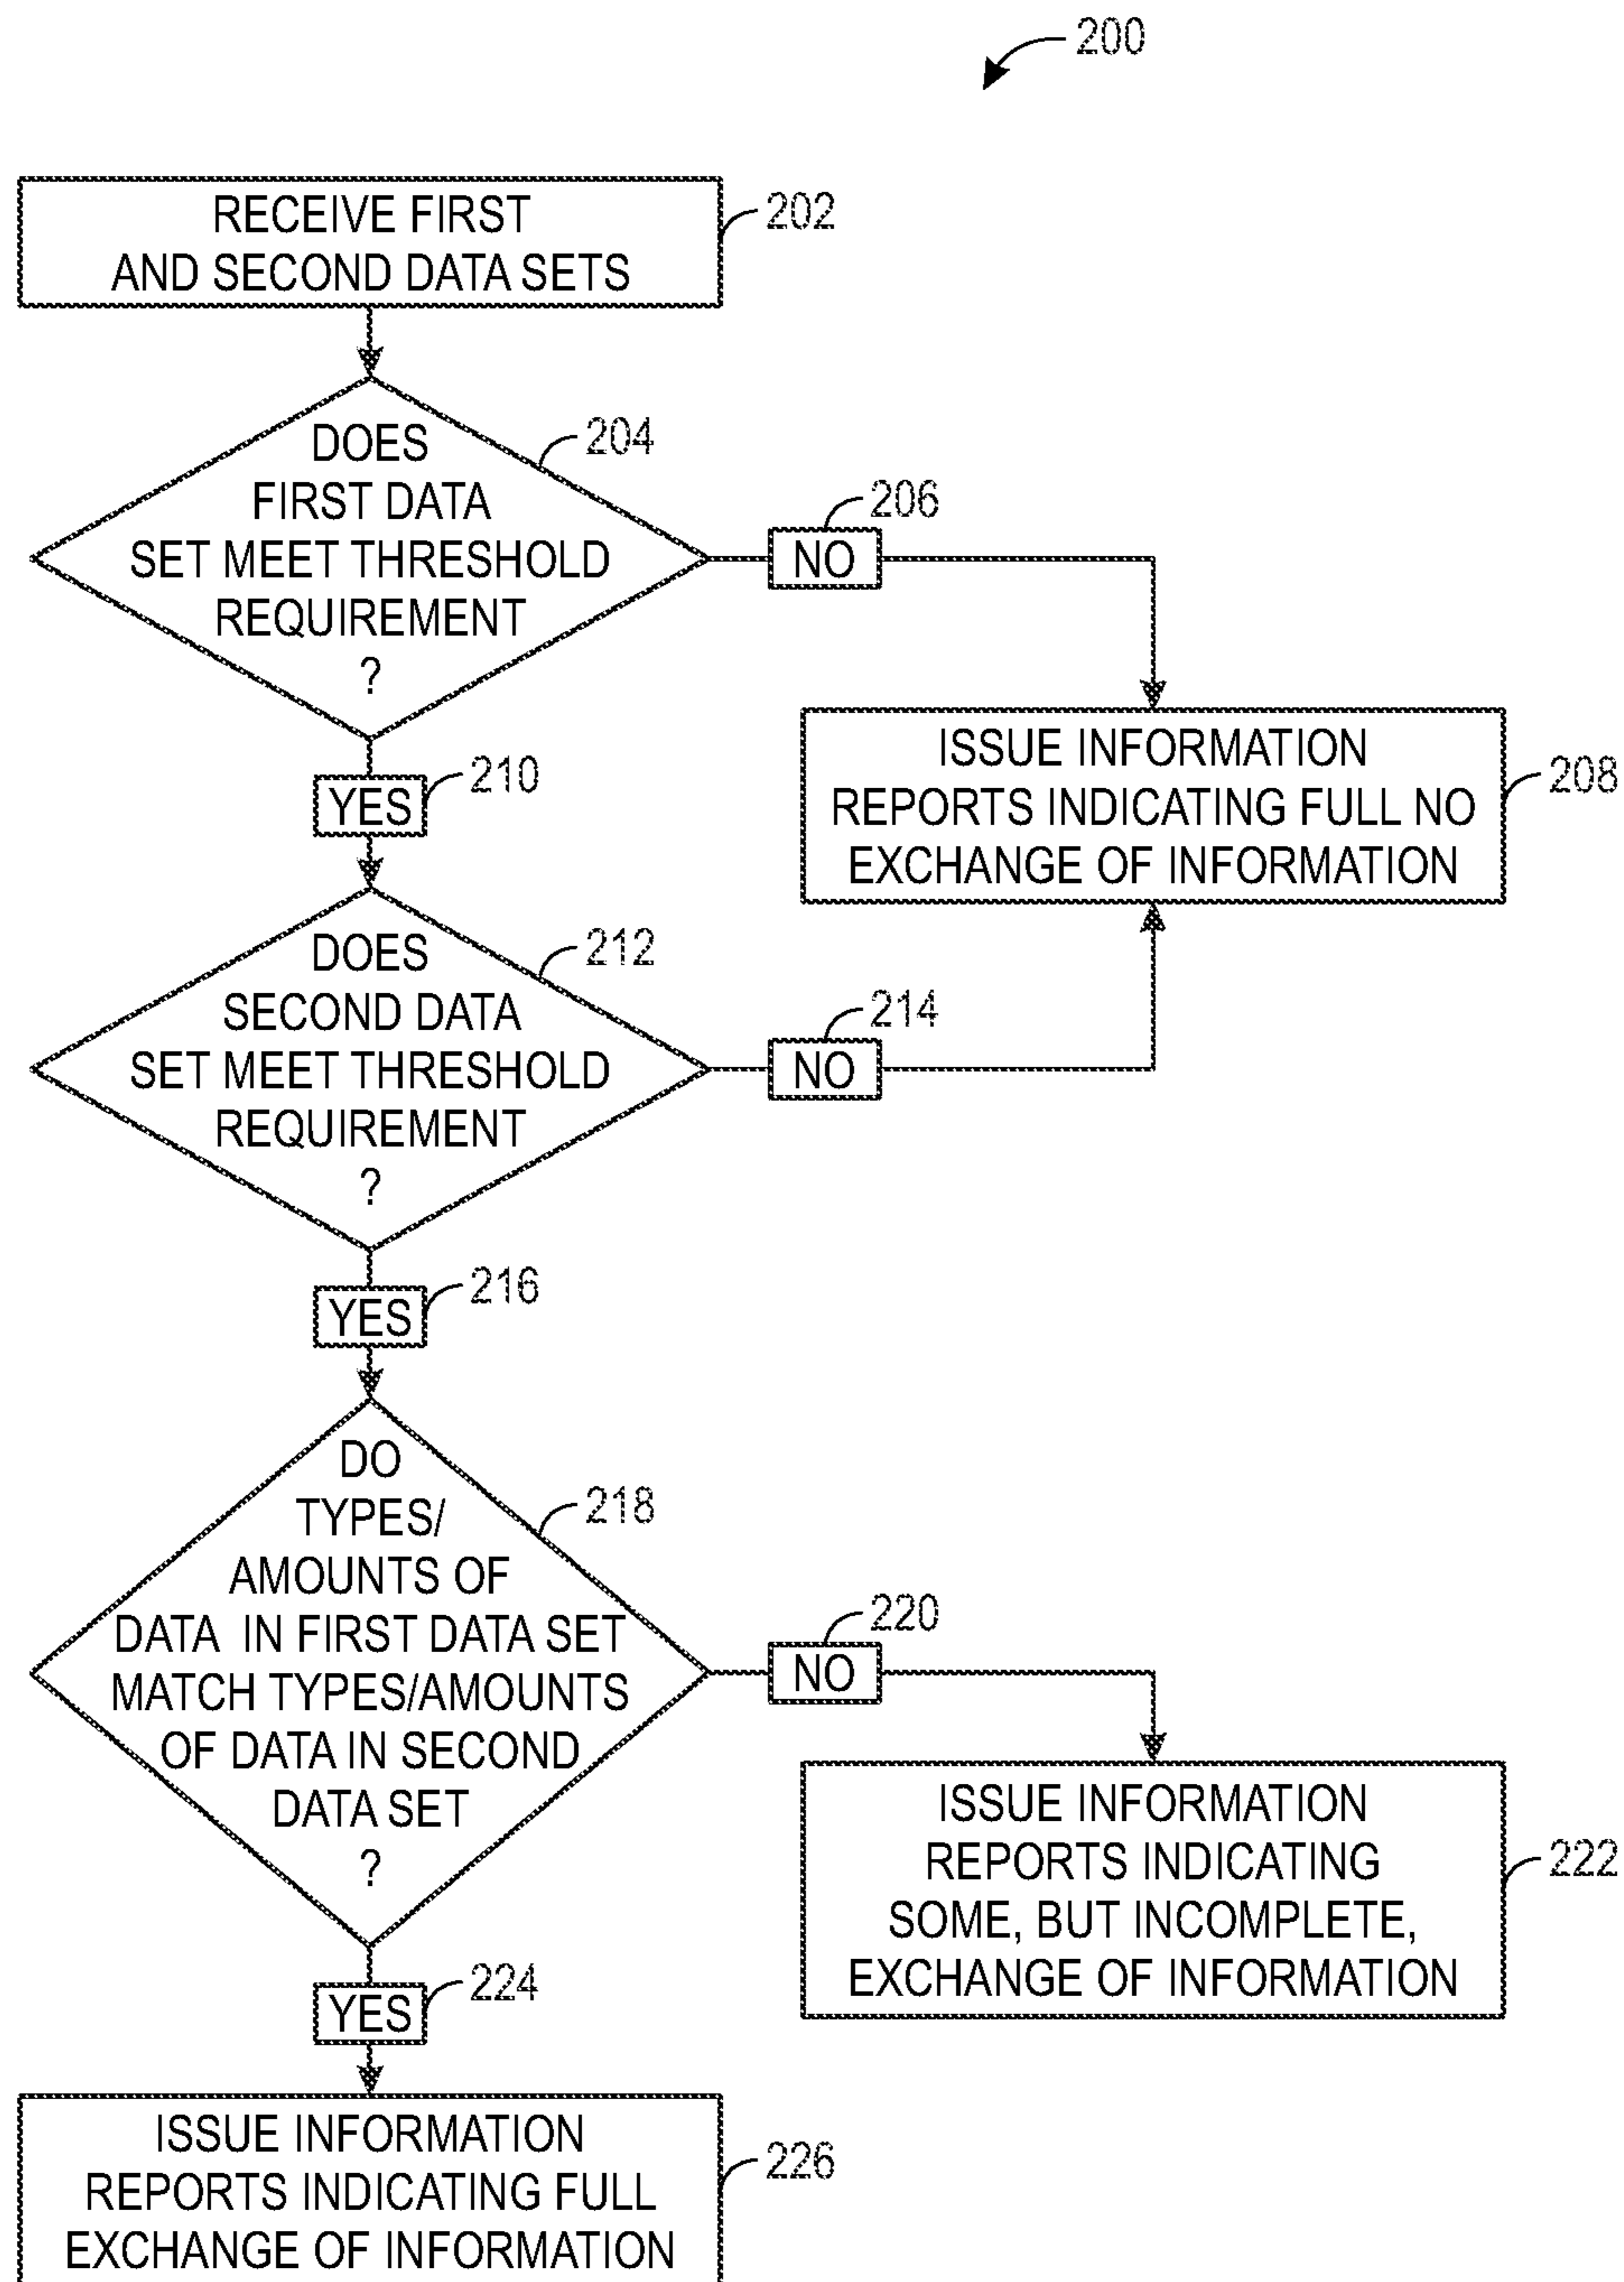 200
RECEIVE FIRST
AND SECOND DATA SETS
202
DOES
FIRST DATA
SET MEET THRESHOLD
REQUIREMENT
?
204
NO
206
ISSUE INFORMATION
REPORTS INDICATING FULL NO
EXCHANGE OF INFORMATION
208
YES
210
DOES
SECOND DATA
SET MEET THRESHOLD
REQUIREMENT
?
212
NO
214
YES
216
DO
TYPES/
AMOUNTS OF
DATA IN FIRST DATA SET
MATCH TYPES/AMOUNTS
OF DATA IN SECOND
DATA SET
?
218
NO
220
ISSUE INFORMATION
REPORTS INDICATING
SOME, BUT INCOMPLETE,
EXCHANGE OF INFORMATION
222
YES
224
ISSUE INFORMATION
REPORTS INDICATING FULL
EXCHANGE OF INFORMATION
226